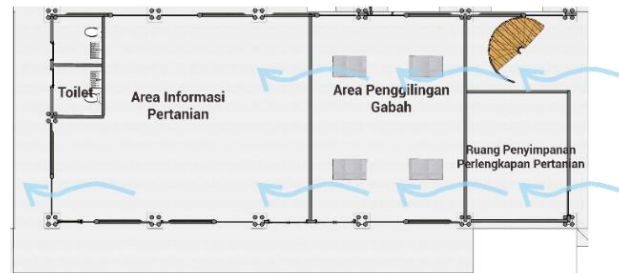 Toilet
Area Informasi
Pertanian
Area Penggilingan
Gabah
Ruang Penyimpanan
Perlengkapan Pertanian